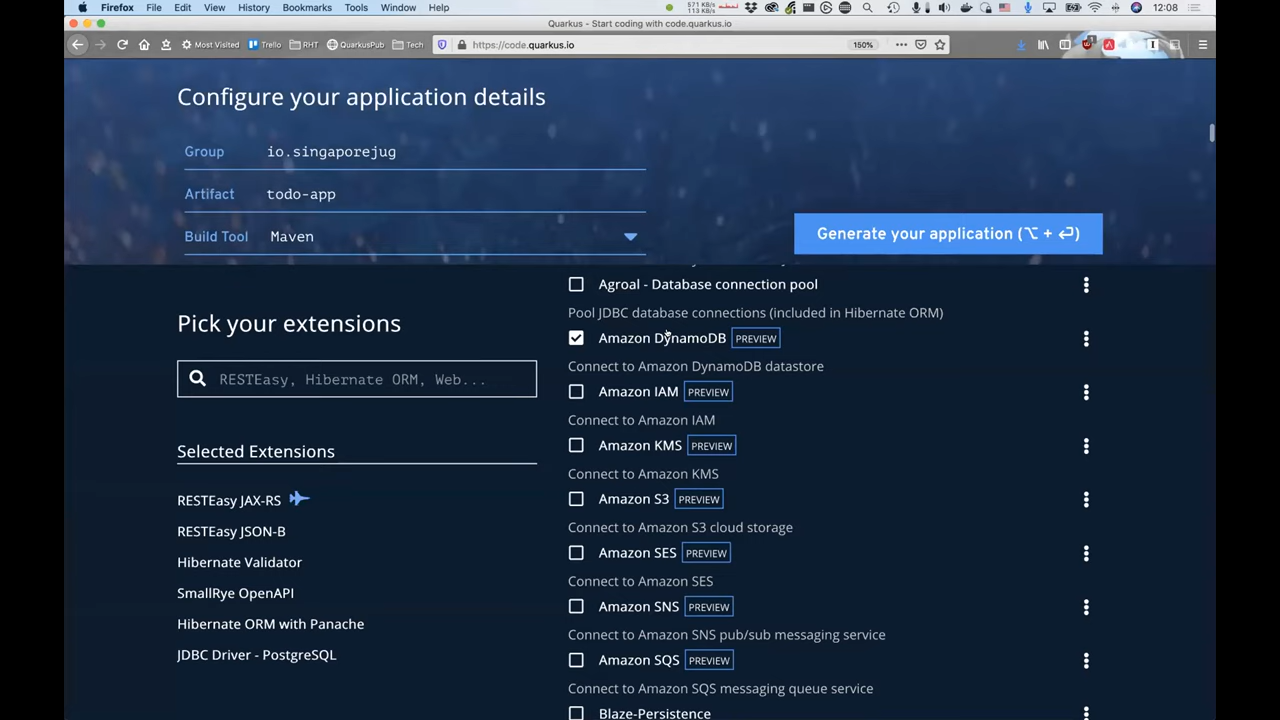 Firefox File Edit View History Bookmarks Tools Window Help
571 KB/s
113 KB/s
12:08
Quarkus - Start coding with code.quarkus.io
Most Visited Trello RHT QuarkusPub Tech
https://code.quarkus.io
150%
Configure your application details
Group io.singaporejug
Artifact todo-app
Build Tool Maven
Generate your application (⌥ + ⏎)
Pick your extensions
RESTEasy, Hibernate ORM, Web...
Selected Extensions
RESTEasy JAX-RS
RESTEasy JSON-B
Hibernate Validator
SmallRye OpenAPI
Hibernate ORM with Panache
JDBC Driver - PostgreSQL
Agroal - Database connection pool
Pool JDBC database connections (included in Hibernate ORM)
Amazon DynamoDB PREVIEW
Connect to Amazon DynamoDB datastore
Amazon IAM PREVIEW
Connect to Amazon IAM
Amazon KMS PREVIEW
Connect to Amazon KMS
Amazon S3 PREVIEW
Connect to Amazon S3 cloud storage
Amazon SES PREVIEW
Connect to Amazon SES
Amazon SNS PREVIEW
Connect to Amazon SNS pub/sub messaging service
Amazon SQS PREVIEW
Connect to Amazon SQS messaging queue service
Blaze-Persistence